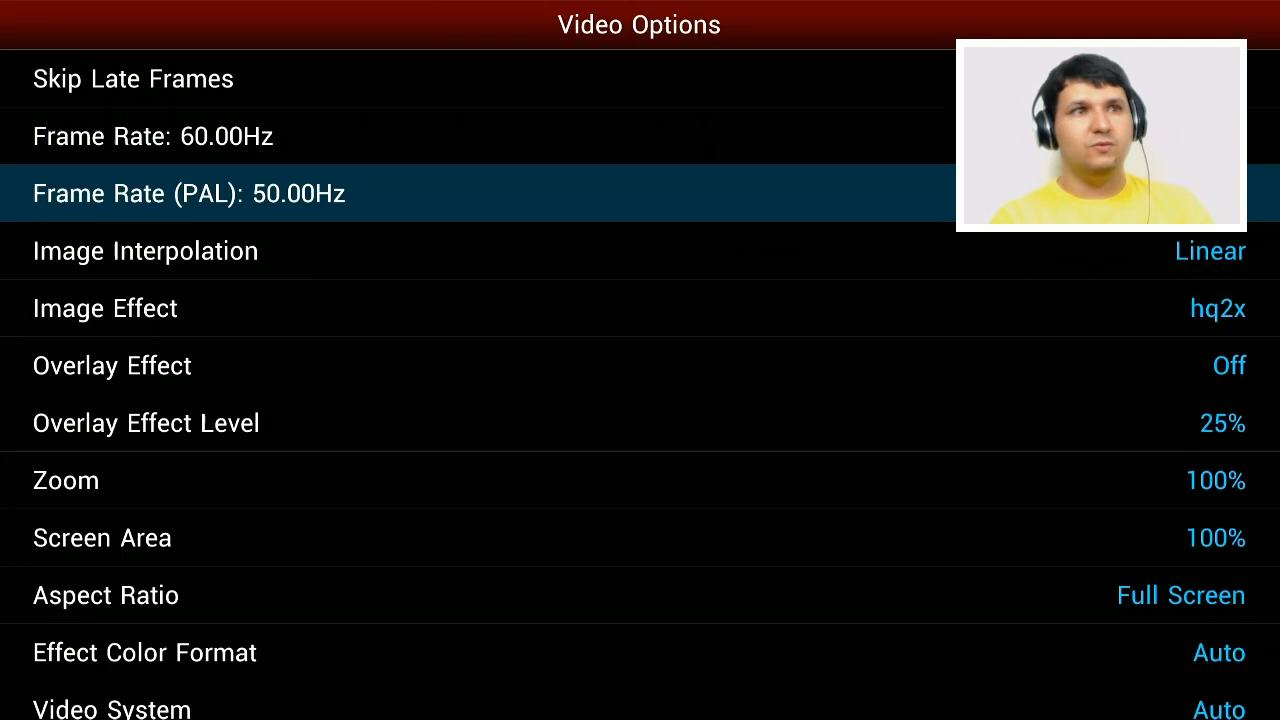 Video Options
Skip Late Frames
Frame Rate: 60.00Hz
Frame Rate (PAL): 50.00Hz
Image Interpolation Linear
Image Effect hq2x
Overlay Effect Off
Overlay Effect Level 25%
Zoom 100%
Screen Area 100%
Aspect Ratio Full Screen
Effect Color Format Auto
Video System Auto